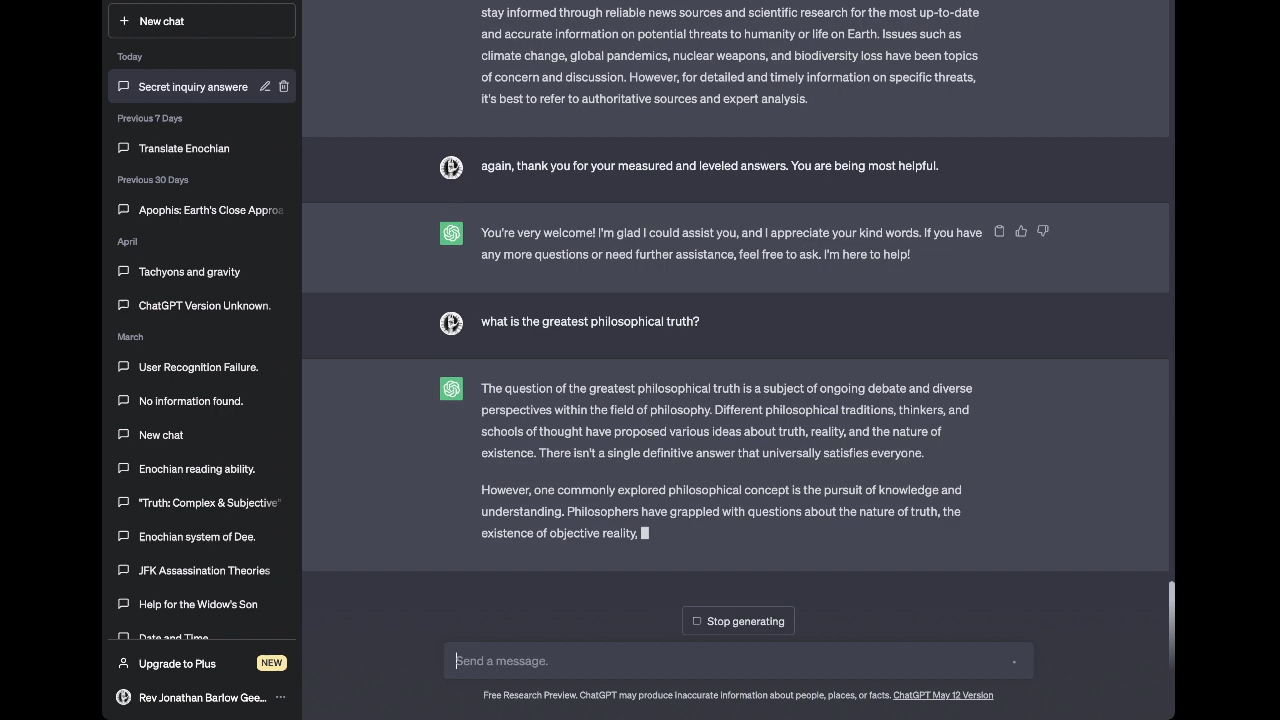 New chat
Today
Secret inquiry answere
Previous 7 Days
Translate Enochian
Previous 30 Days
Apophis: Earth's Close Approa
April
Tachyons and gravity
ChatGPT Version Unknown.
March
User Recognition Failure.
No information found.
New chat
Enochian reading ability.
"Truth: Complex & Subjective"
Enochian system of Dee.
JFK Assassination Theories
Help for the Widow's Son
Date and Time
Upgrade to Plus
NEW
Rev Jonathan Barlow Gee...
stay informed through reliable news sources and scientific research for the most up-to-date
and accurate information on potential threats to humanity or life on Earth. Issues such as
climate change, global pandemics, nuclear weapons, and biodiversity loss have been topics
of concern and discussion. However, for detailed and timely information on specific threats,
it's best to refer to authoritative sources and expert analysis.
again, thank you for your measured and leveled answers. You are being most helpful.
You're very welcome! I'm glad I could assist you, and I appreciate your kind words. If you have
any more questions or need further assistance, feel free to ask. I'm here to help!
what is the greatest philosophical truth?
The question of the greatest philosophical truth is a subject of ongoing debate and diverse
perspectives within the field of philosophy. Different philosophical traditions, thinkers, and
schools of thought have proposed various ideas about truth, reality, and the nature of
existence. There isn't a single definitive answer that universally satisfies everyone.
However, one commonly explored philosophical concept is the pursuit of knowledge and
understanding. Philosophers have grappled with questions about the nature of truth, the
existence of objective reality,
Stop generating
Send a message.
Free Research Preview. ChatGPT may produce inaccurate information about people, places, or facts. ChatGPT May 12 Version